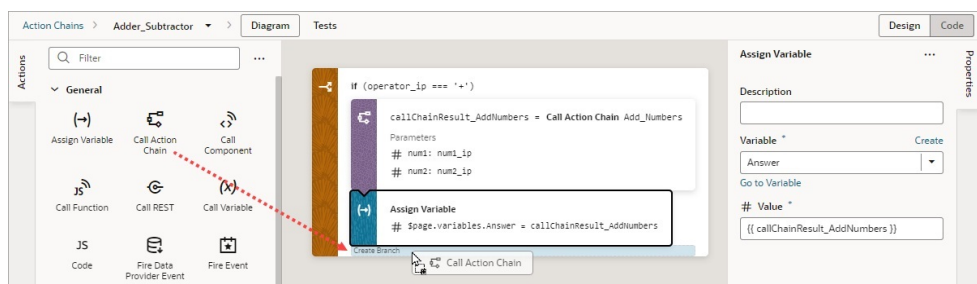 Action Chains > Adder_Subtractor > Diagram Tests Design Code
Actions
Filter
General
(→) Assign Variable
Call Action Chain
Call Component
JS Call Function
Call REST
(x) Call Variable
JS Code
Fire Data Provider Event
Fire Event
If (operator_ip === '+')
callChainResult_AddNumbers = Call Action Chain Add_Numbers
Parameters
# num1: num1_ip
# num2: num2_ip
(→) Assign Variable
# $page.variables.Answer = callChainResult_AddNumbers
Create Branch
Call Action Chain
Assign Variable
Properties
Description
Variable * Create
Answer
Go to Variable
# Value *
{{ callChainResult_AddNumbers }}